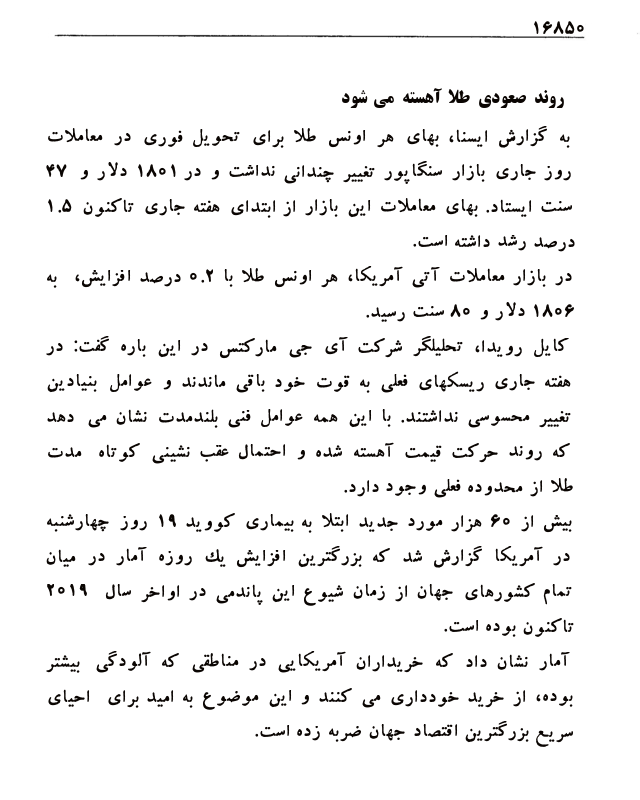 ۱۶۸۵۰
روند صعودی طلا آهسته می شود
به گزارش ایسنا، بهای هر اونس طلا برای تحویل فوری در معاملات
روز جاری بازار سنگاپور تغییر چندانی نداشت و در ۱۸۰۱ دلار و ۴۷
سنت ایستاد. بهای معاملات این بازار از ابتدای هفته جاری تاکنون ۱.۵
درصد رشد داشته است.
در بازار معاملات آتی آمریکا، هر اونس طلا با ۰.۲ درصد افزایش، به
۱۸۰۶ دلار و ۸۰ سنت رسید.
کایل رویدا، تحلیلگر شرکت آی جی مارکتس در این باره گفت: در
هفته جاری ریسکهای فعلی به قوت خود باقی ماندند و عوامل بنیادین
تغییر محسوسی نداشتند. با این همه عوامل فنی بلندمدت نشان می دهد
که روند حرکت قیمت آهسته شده و احتمال عقب نشینی کوتاه مدت
طلا از محدوده فعلی وجود دارد.
بیش از ۶۰ هزار مورد جدید ابتلا به بیماری کووید ۱۹ روز چهارشنبه
در آمریکا گزارش شد که بزرگترین افزایش یك روزه آمار در میان
تمام کشورهای جهان از زمان شیوع این پاندمی در اواخر سال ۲۰۱۹
تاکنون بوده است.
آمار نشان داد که خریداران آمریکایی در مناطقی که آلودگی بیشتر
بوده، از خرید خودداری می کنند و این موضوع به امید برای احیای
سریع بزرگترین اقتصاد جهان ضربه زده است.